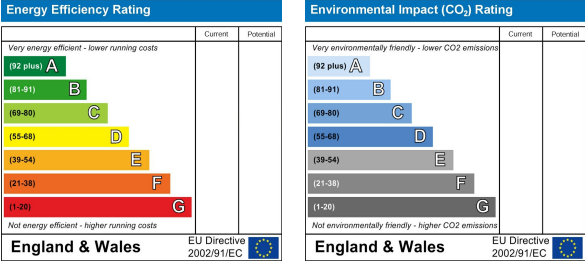 Energy Efficiency Rating
Current Potential
Very energy efficient - lower running costs
(92 plus) A
(81-91) B
(69-80) C
(55-68) D
(39-54) E
(21-38) F
(1-20) G
Not energy efficient - higher running costs
England & Wales
EU Directive
2002/91/EC
Environmental Impact (CO₂) Rating
Current Potential
Very environmentally friendly - lower CO2 emissions
(92 plus) A
(81-91) B
(69-80) C
(55-68) D
(39-54) E
(21-38) F
(1-20) G
Not environmentally friendly - higher CO2 emissions
England & Wales
EU Directive
2002/91/EC